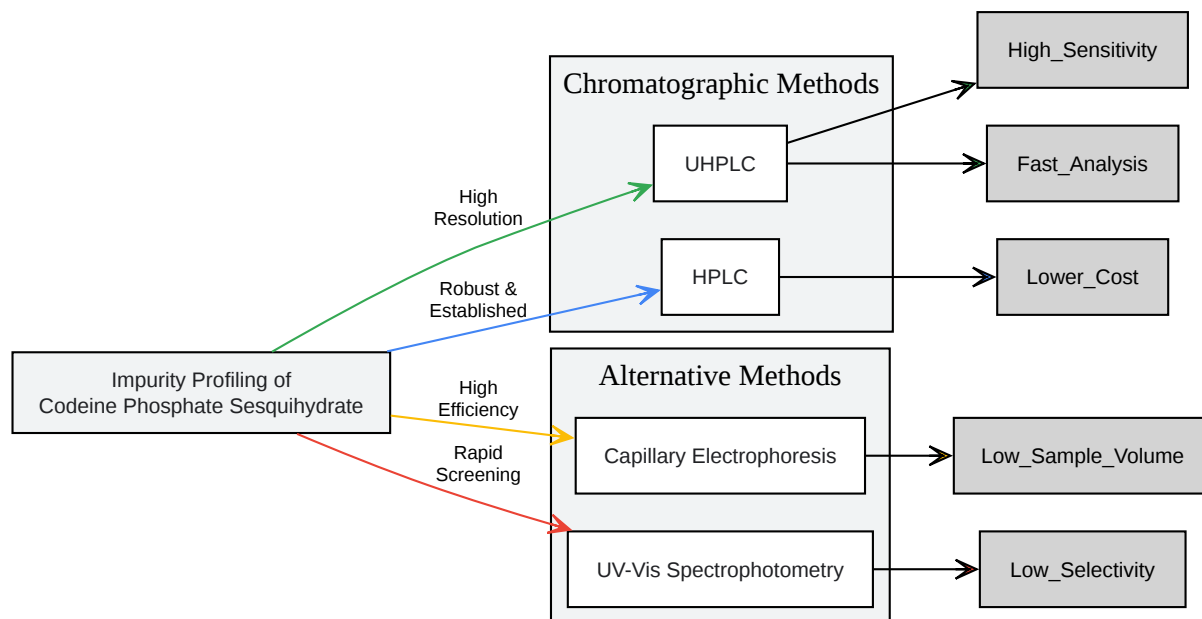 High_Sensitivity
Chromatographic Methods
UHPLC
Fast_Analysis
High
Resolution
HPLC
Lower_Cost
Robust &
Established
Impurity Profiling of
Codeine Phosphate Sesquihydrate
Alternative Methods
High
Efficiency
Capillary Electrophoresis
Low_Sample_Volume
Rapid
Screening
UV-Vis Spectrophotometry
Low_Selectivity